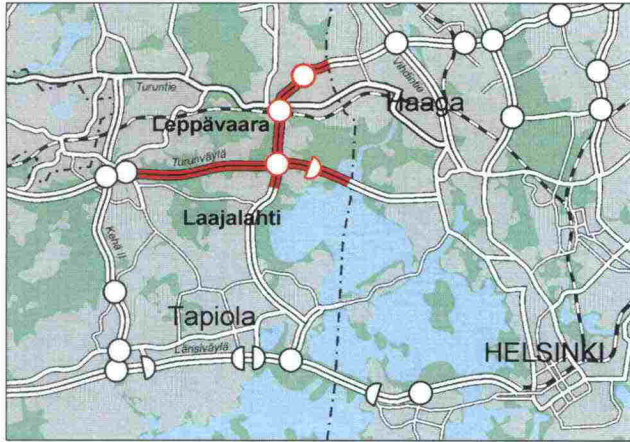 Vihdintie
Turuntie
Haaga
Leppävaara
Turunväylä
Laajalahti
Kehä II
Tapiola
Länsiväylä
HELSINKI